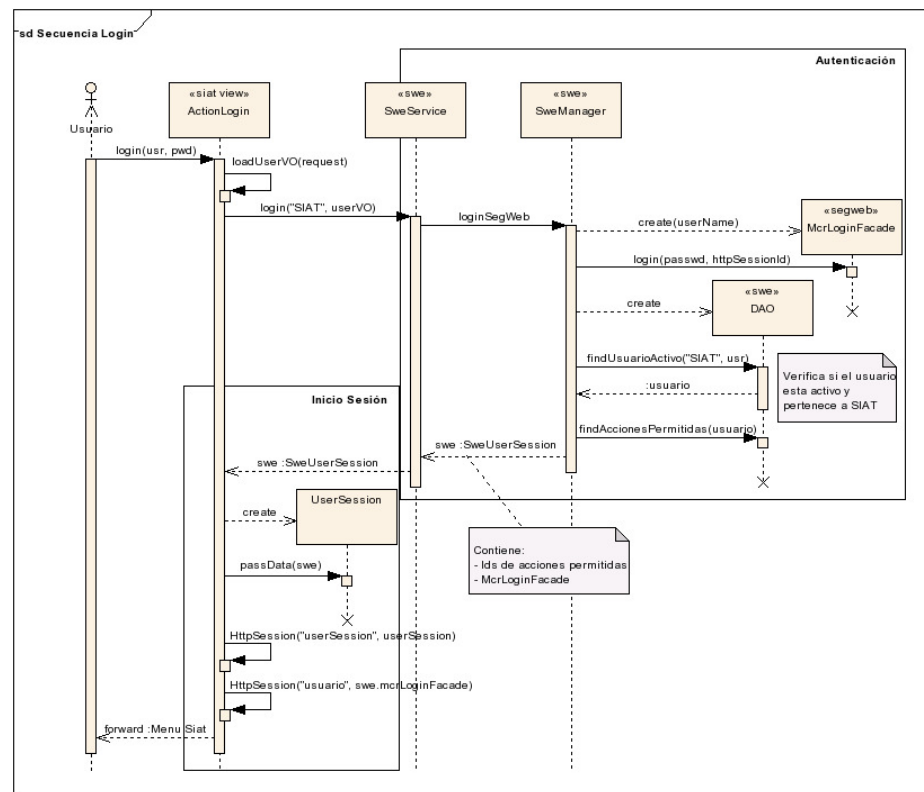 sd Secuencia Login
Autenticación
«siat view»
ActionLogin
«swe»
SweService
«swe»
SweManager
Usuario
login(usr, pwd)
loadUserVO(request)
login("SIAT", userVO)
loginSegWeb
create(userName)
«segweb»
McrLoginFacade
login(passwd, httpSessionId)
create
«swe»
DAO
findUsuarioActivo("SIAT", usr)
:usuario
Verifica si el usuario
esta activo y
pertenece a SIAT
findAccionesPermitidas(usuario)
Inicio Sesión
swe :SweUserSession
swe :SweUserSession
UserSession
create
Contiene:
- Ids de acciones permitidas
- McrLoginFacade
passData(swe)
HttpSession("userSession", userSession)
HttpSession("usuario", swe.mcrLoginFacade)
forward :Menu Siat